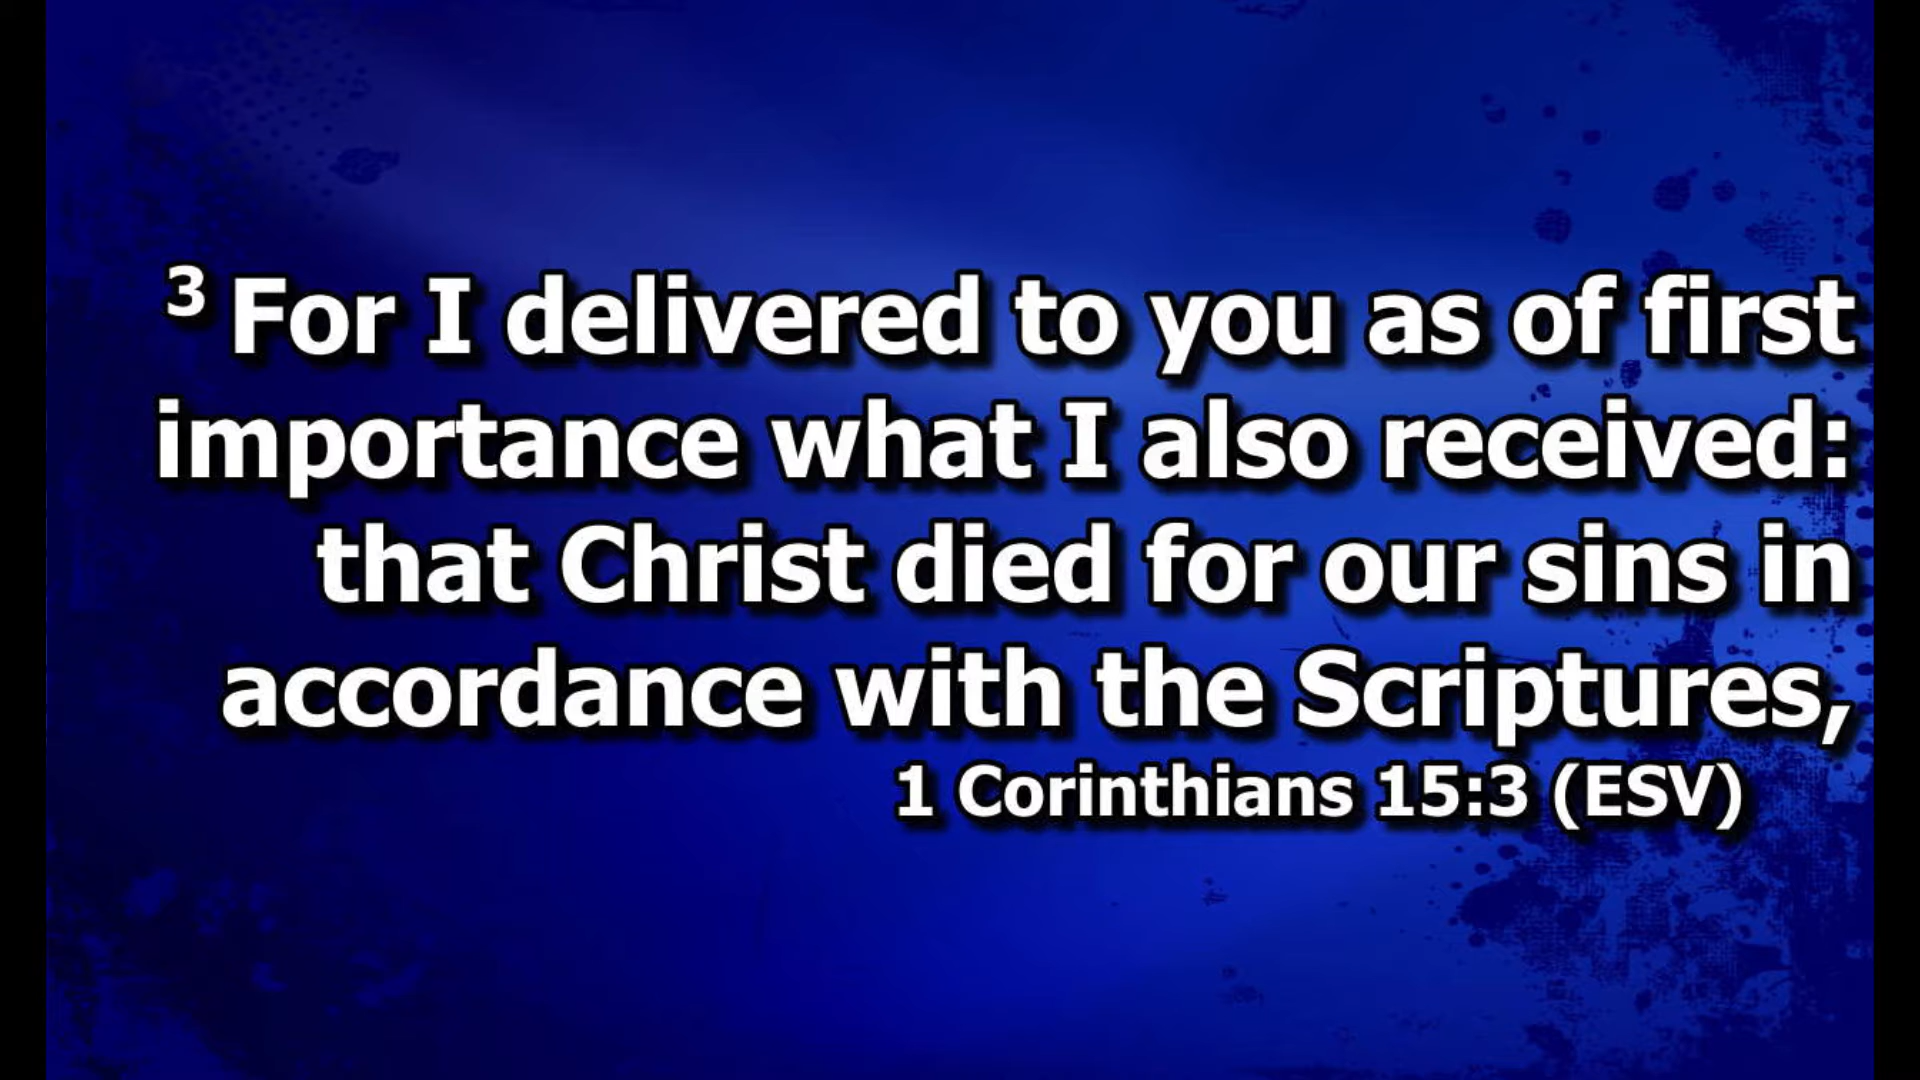 ³ For I delivered to you as of first
importance what I also received:
that Christ died for our sins in
accordance with the Scriptures,
1 Corinthians 15:3 (ESV)